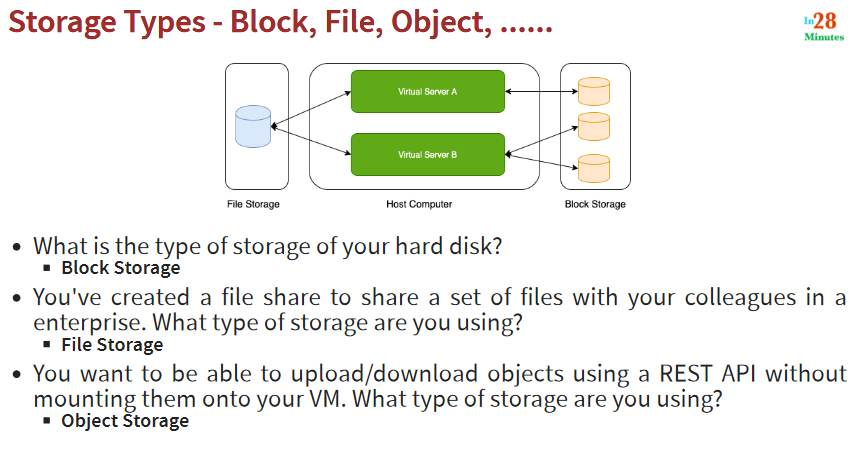 Storage Types - Block, File, Object, ......
In28
Minutes
Virtual Server A
Virtual Server B
File Storage
Host Computer
Block Storage
• What is the type of storage of your hard disk?
▪ Block Storage
• You've created a file share to share a set of files with your colleagues in a
enterprise. What type of storage are you using?
▪ File Storage
• You want to be able to upload/download objects using a REST API without
mounting them onto your VM. What type of storage are you using?
▪ Object Storage